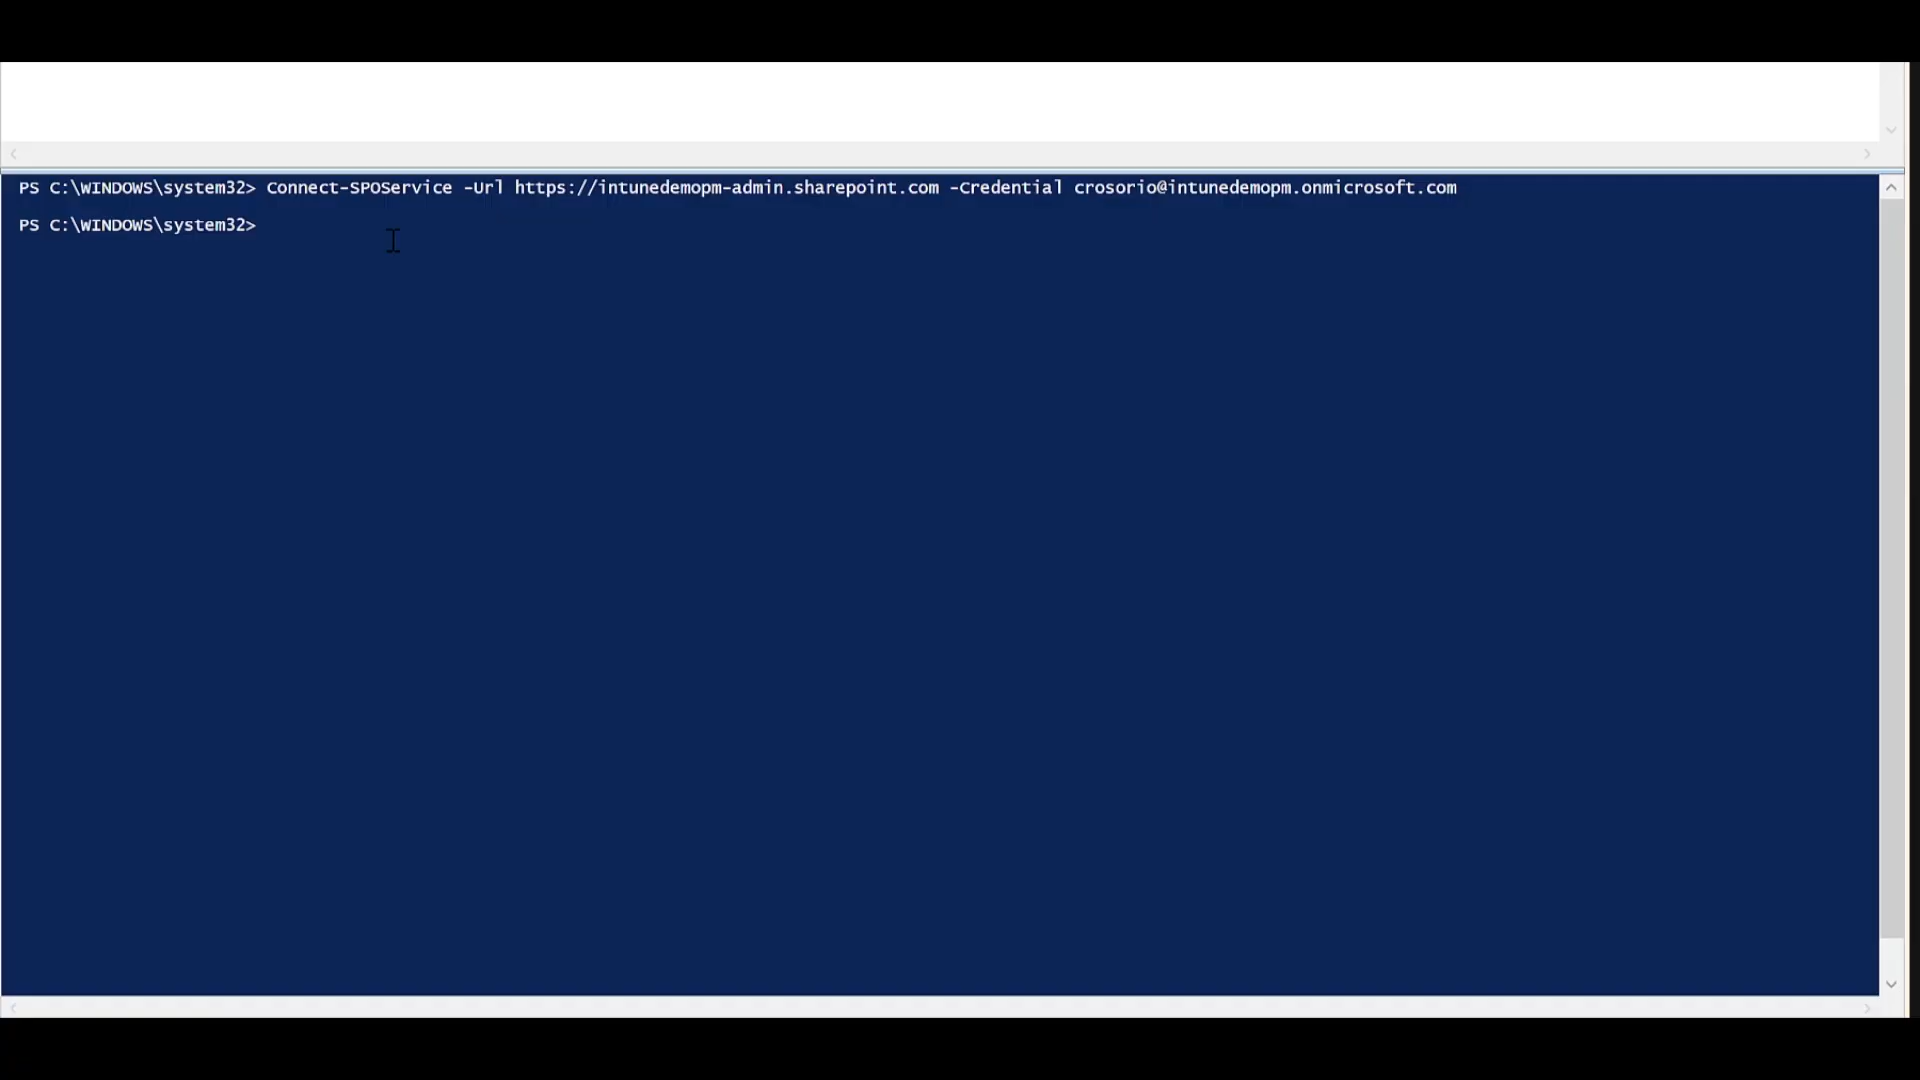 PS C:\WINDOWS\system32> Connect-SPOService -Url https://intunedemopm-admin.sharepoint.com -Credential crosorio@intunedemopm.onmicrosoft.com
PS C:\WINDOWS\system32>